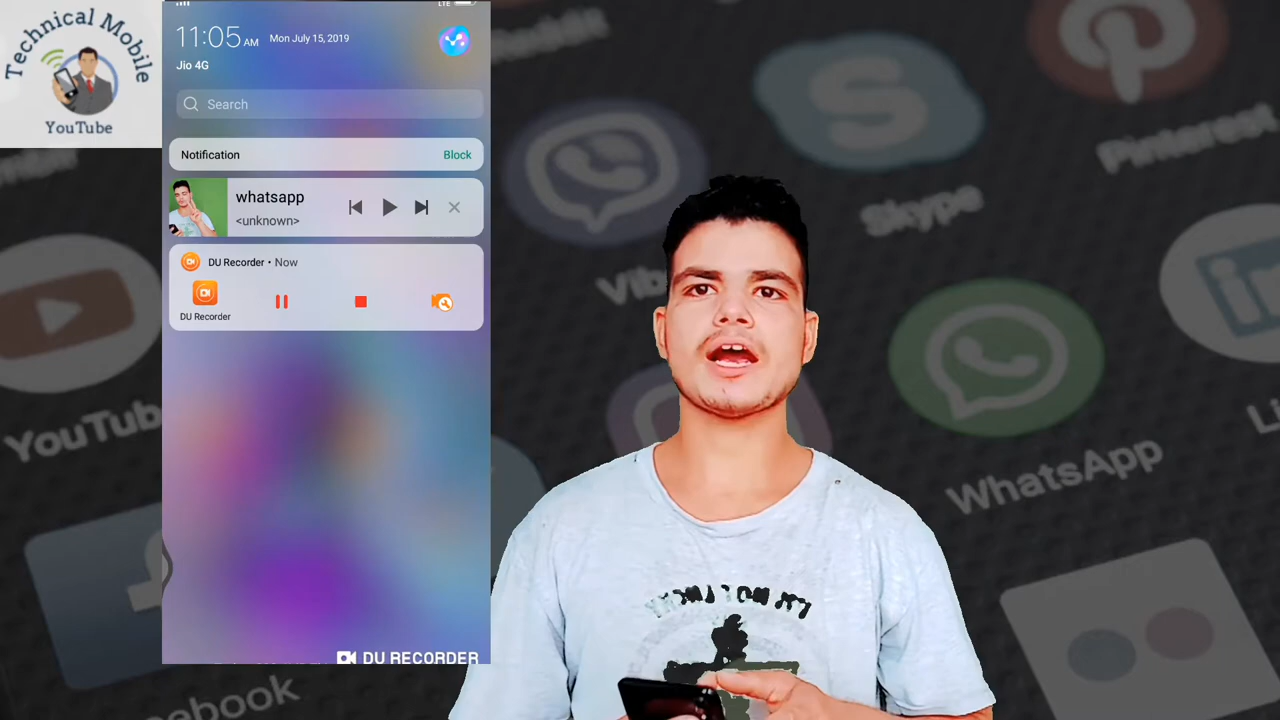 Technical Mobile
YouTube
LTE
11:05 AM
Mon July 15, 2019
Jio 4G
Search
Notification
Block
whatsapp
<unknown>
DU Recorder • Now
DU Recorder
DU RECORDER
Skype
Pinterest
YouTube
WhatsApp